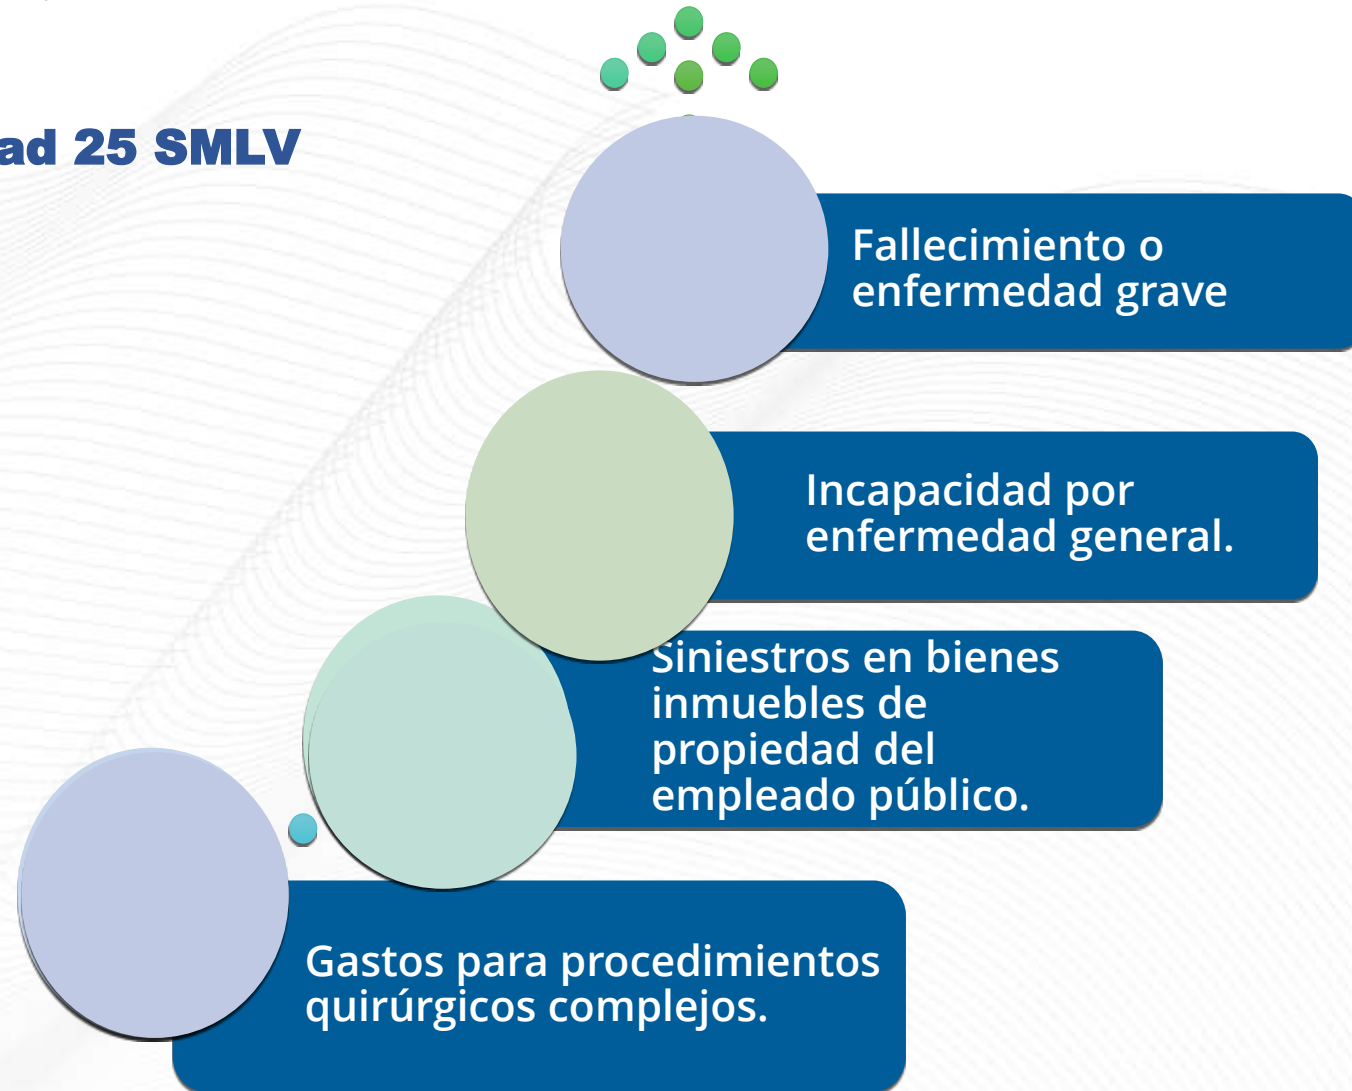 ad 25 SMLV
Fallecimiento o
enfermedad grave
Incapacidad por
enfermedad general.
Siniestros en bienes
inmuebles de
propiedad del
empleado público.
Gastos para procedimientos
quirúrgicos complejos.